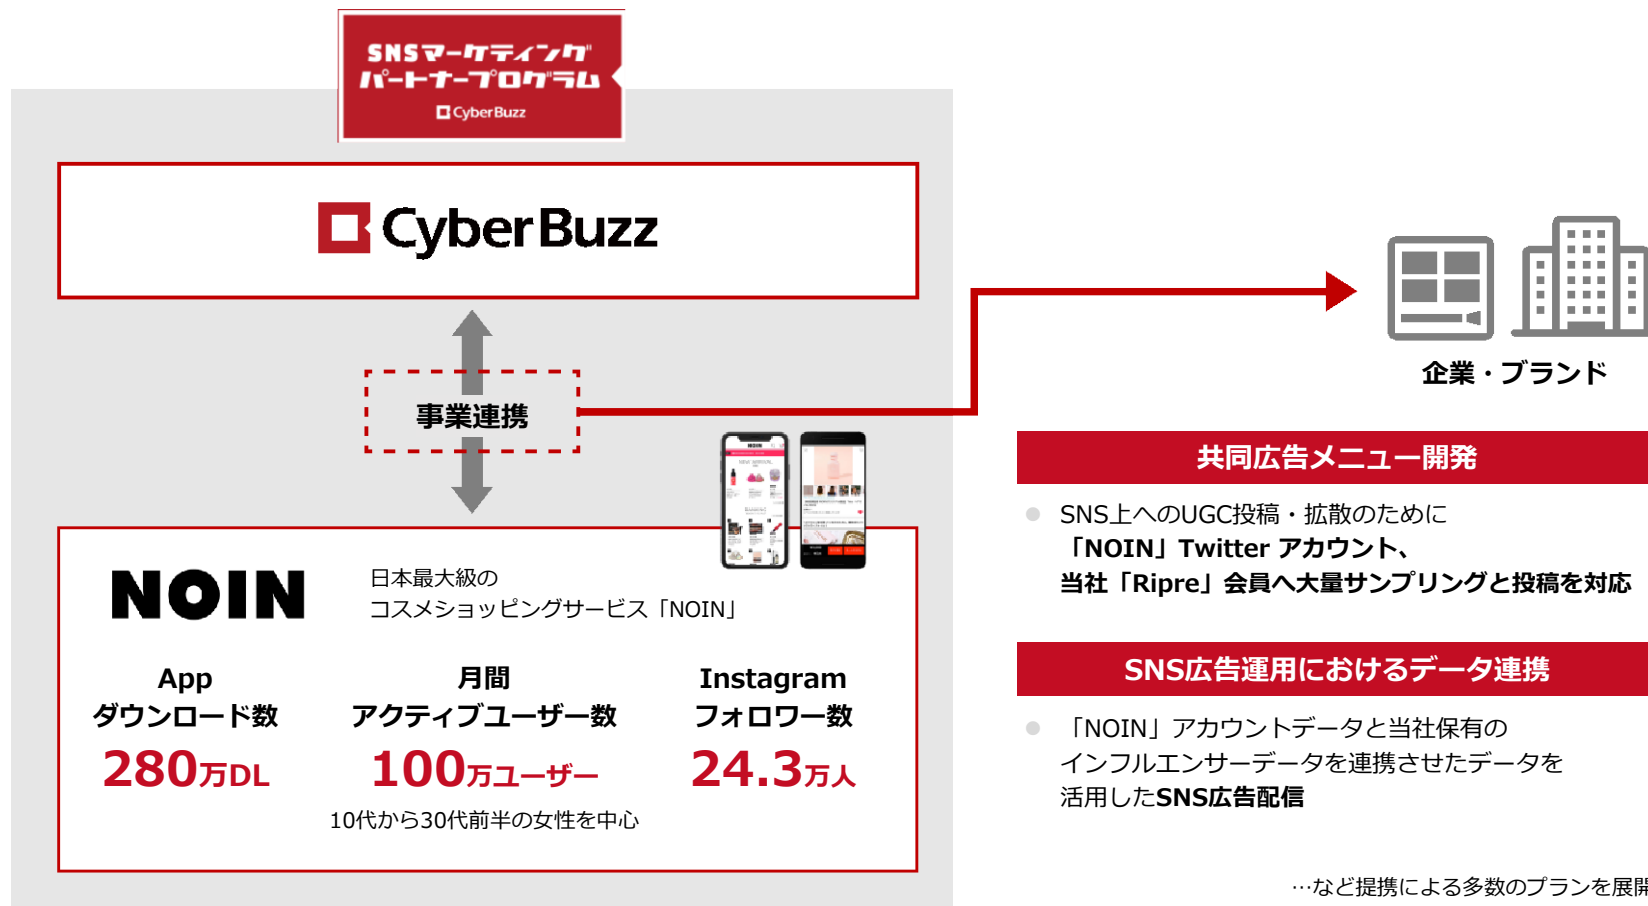 SNSマーケティング
パートナープログラム
CyberBuzz
CyberBuzz
事業連携
企業・ブランド
NOIN
日本最大級の
コスメショッピングサービス「NOIN」
App
ダウンロード数
280万DL
月間
アクティブユーザー数
100万ユーザー
10代から30代前半の女性を中心
Instagram
フォロワー数
24.3万人
共同広告メニュー開発
SNS上へのUGC投稿・拡散のために
「NOIN」Twitter アカウント、
当社「Ripre」会員へ大量サンプリングと投稿を対応
SNS広告運用におけるデータ連携
「NOIN」アカウントデータと当社保有の
インフルエンサーデータを連携させたデータを
活用したSNS広告配信
…など提携による多数のプランを展開